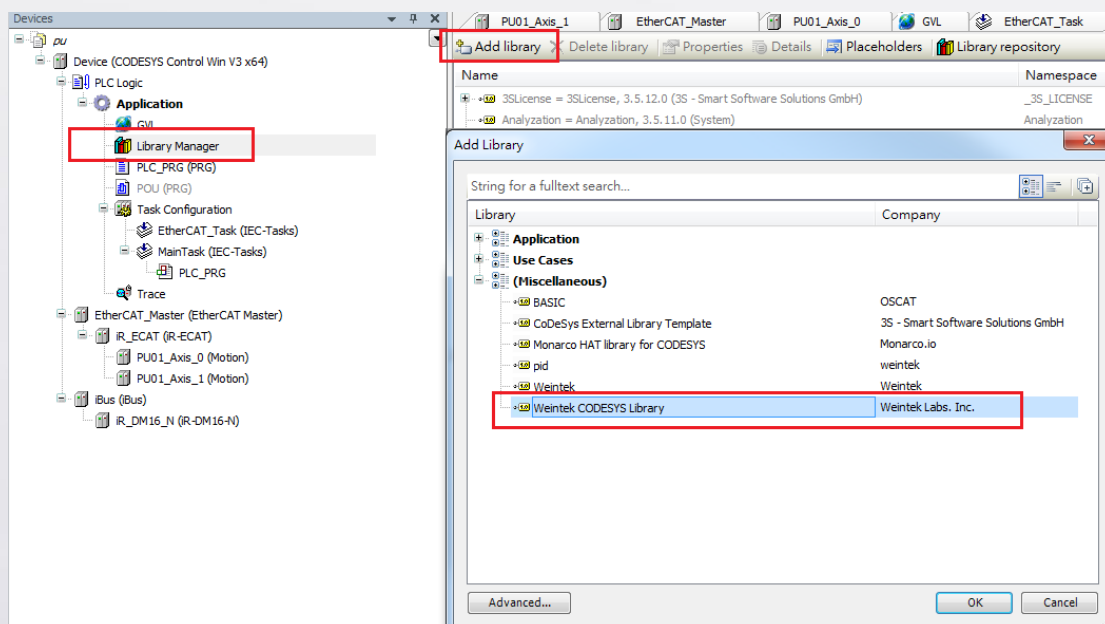 Devices
pu
Device (CODESYS Control Win V3 x64)
PLC Logic
Application
GVL
Library Manager
PLC_PRG (PRG)
POU (PRG)
Task Configuration
EtherCAT_Task (IEC-Tasks)
MainTask (IEC-Tasks)
PLC_PRG
Trace
EtherCAT_Master (EtherCAT Master)
iR_ECAT (iR-ECAT)
PU01_Axis_0 (Motion)
PU01_Axis_1 (Motion)
iBus (iBus)
iR_DM16_N (iR-DM16-N)
PU01_Axis_1 EtherCAT_Master PU01_Axis_0 GVL EtherCAT_Task
Add library Delete library Properties Details Placeholders Library repository
Name Namespace
3SLicense = 3SLicense, 3.5.12.0 (3S - Smart Software Solutions GmbH) _3S_LICENSE
Analyzation = Analyzation, 3.5.11.0 (System) Analyzation
Add Library
String for a fulltext search...
Library Company
Application
Use Cases
(Miscellaneous)
BASIC OSCAT
CoDeSys External Library Template 3S - Smart Software Solutions GmbH
Monarco HAT library for CODESYS Monarco.io
pid weintek
Weintek Weintek
Weintek CODESYS Library Weintek Labs. Inc.
Advanced... OK Cancel